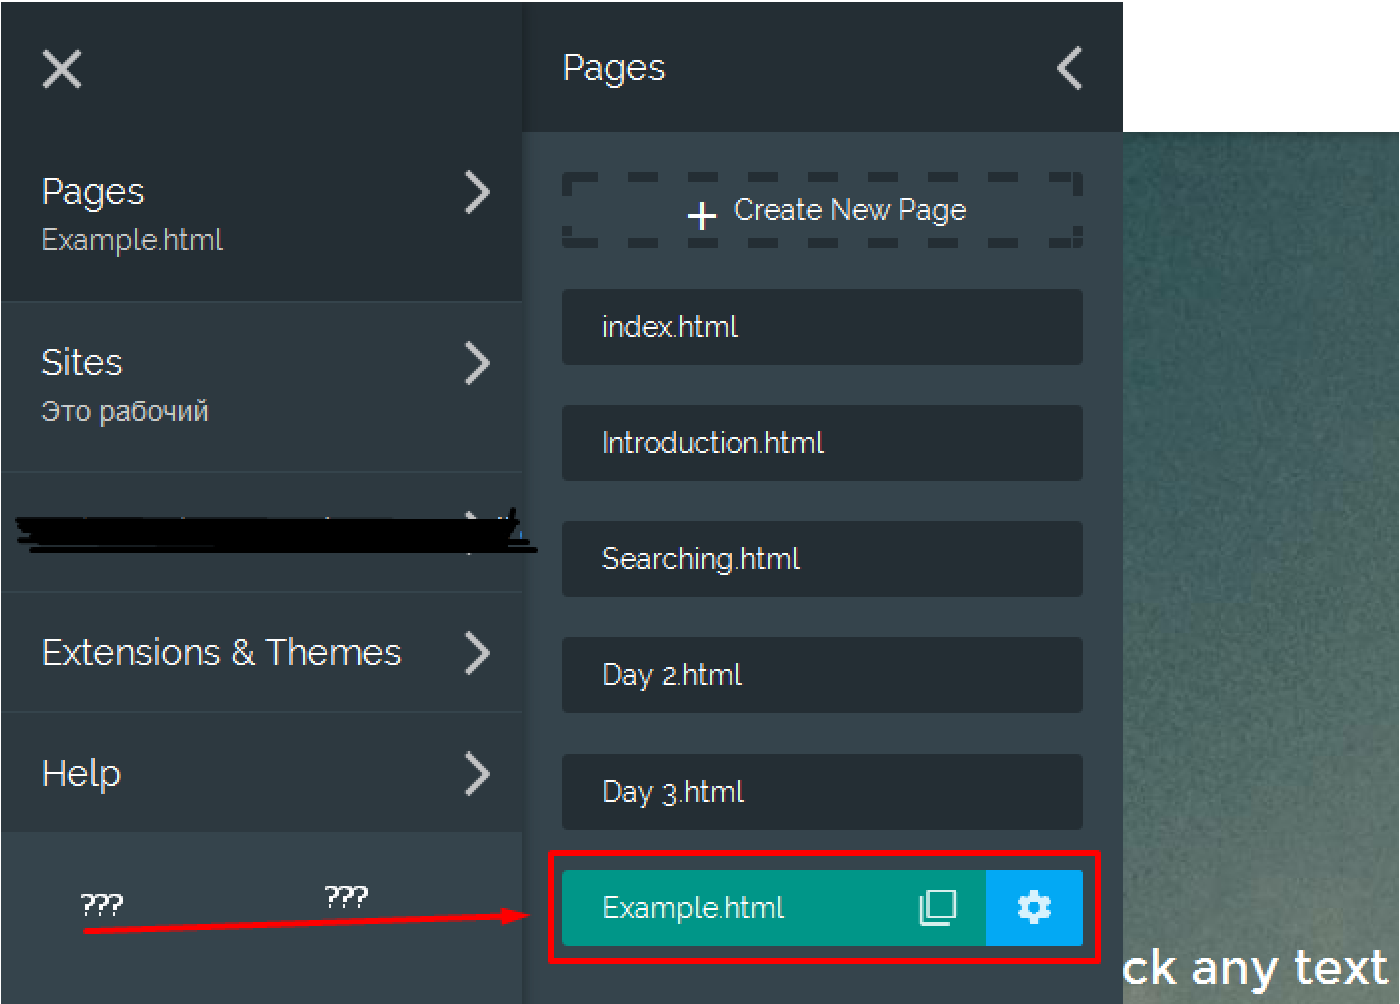 Pages
Example.html
Sites
Это рабочий
Extensions & Themes
Help
???
???
Pages
Create New Page
index.html
Introduction.html
Searching.html
Day 2.html
Day 3.html
Example.html
ck any text